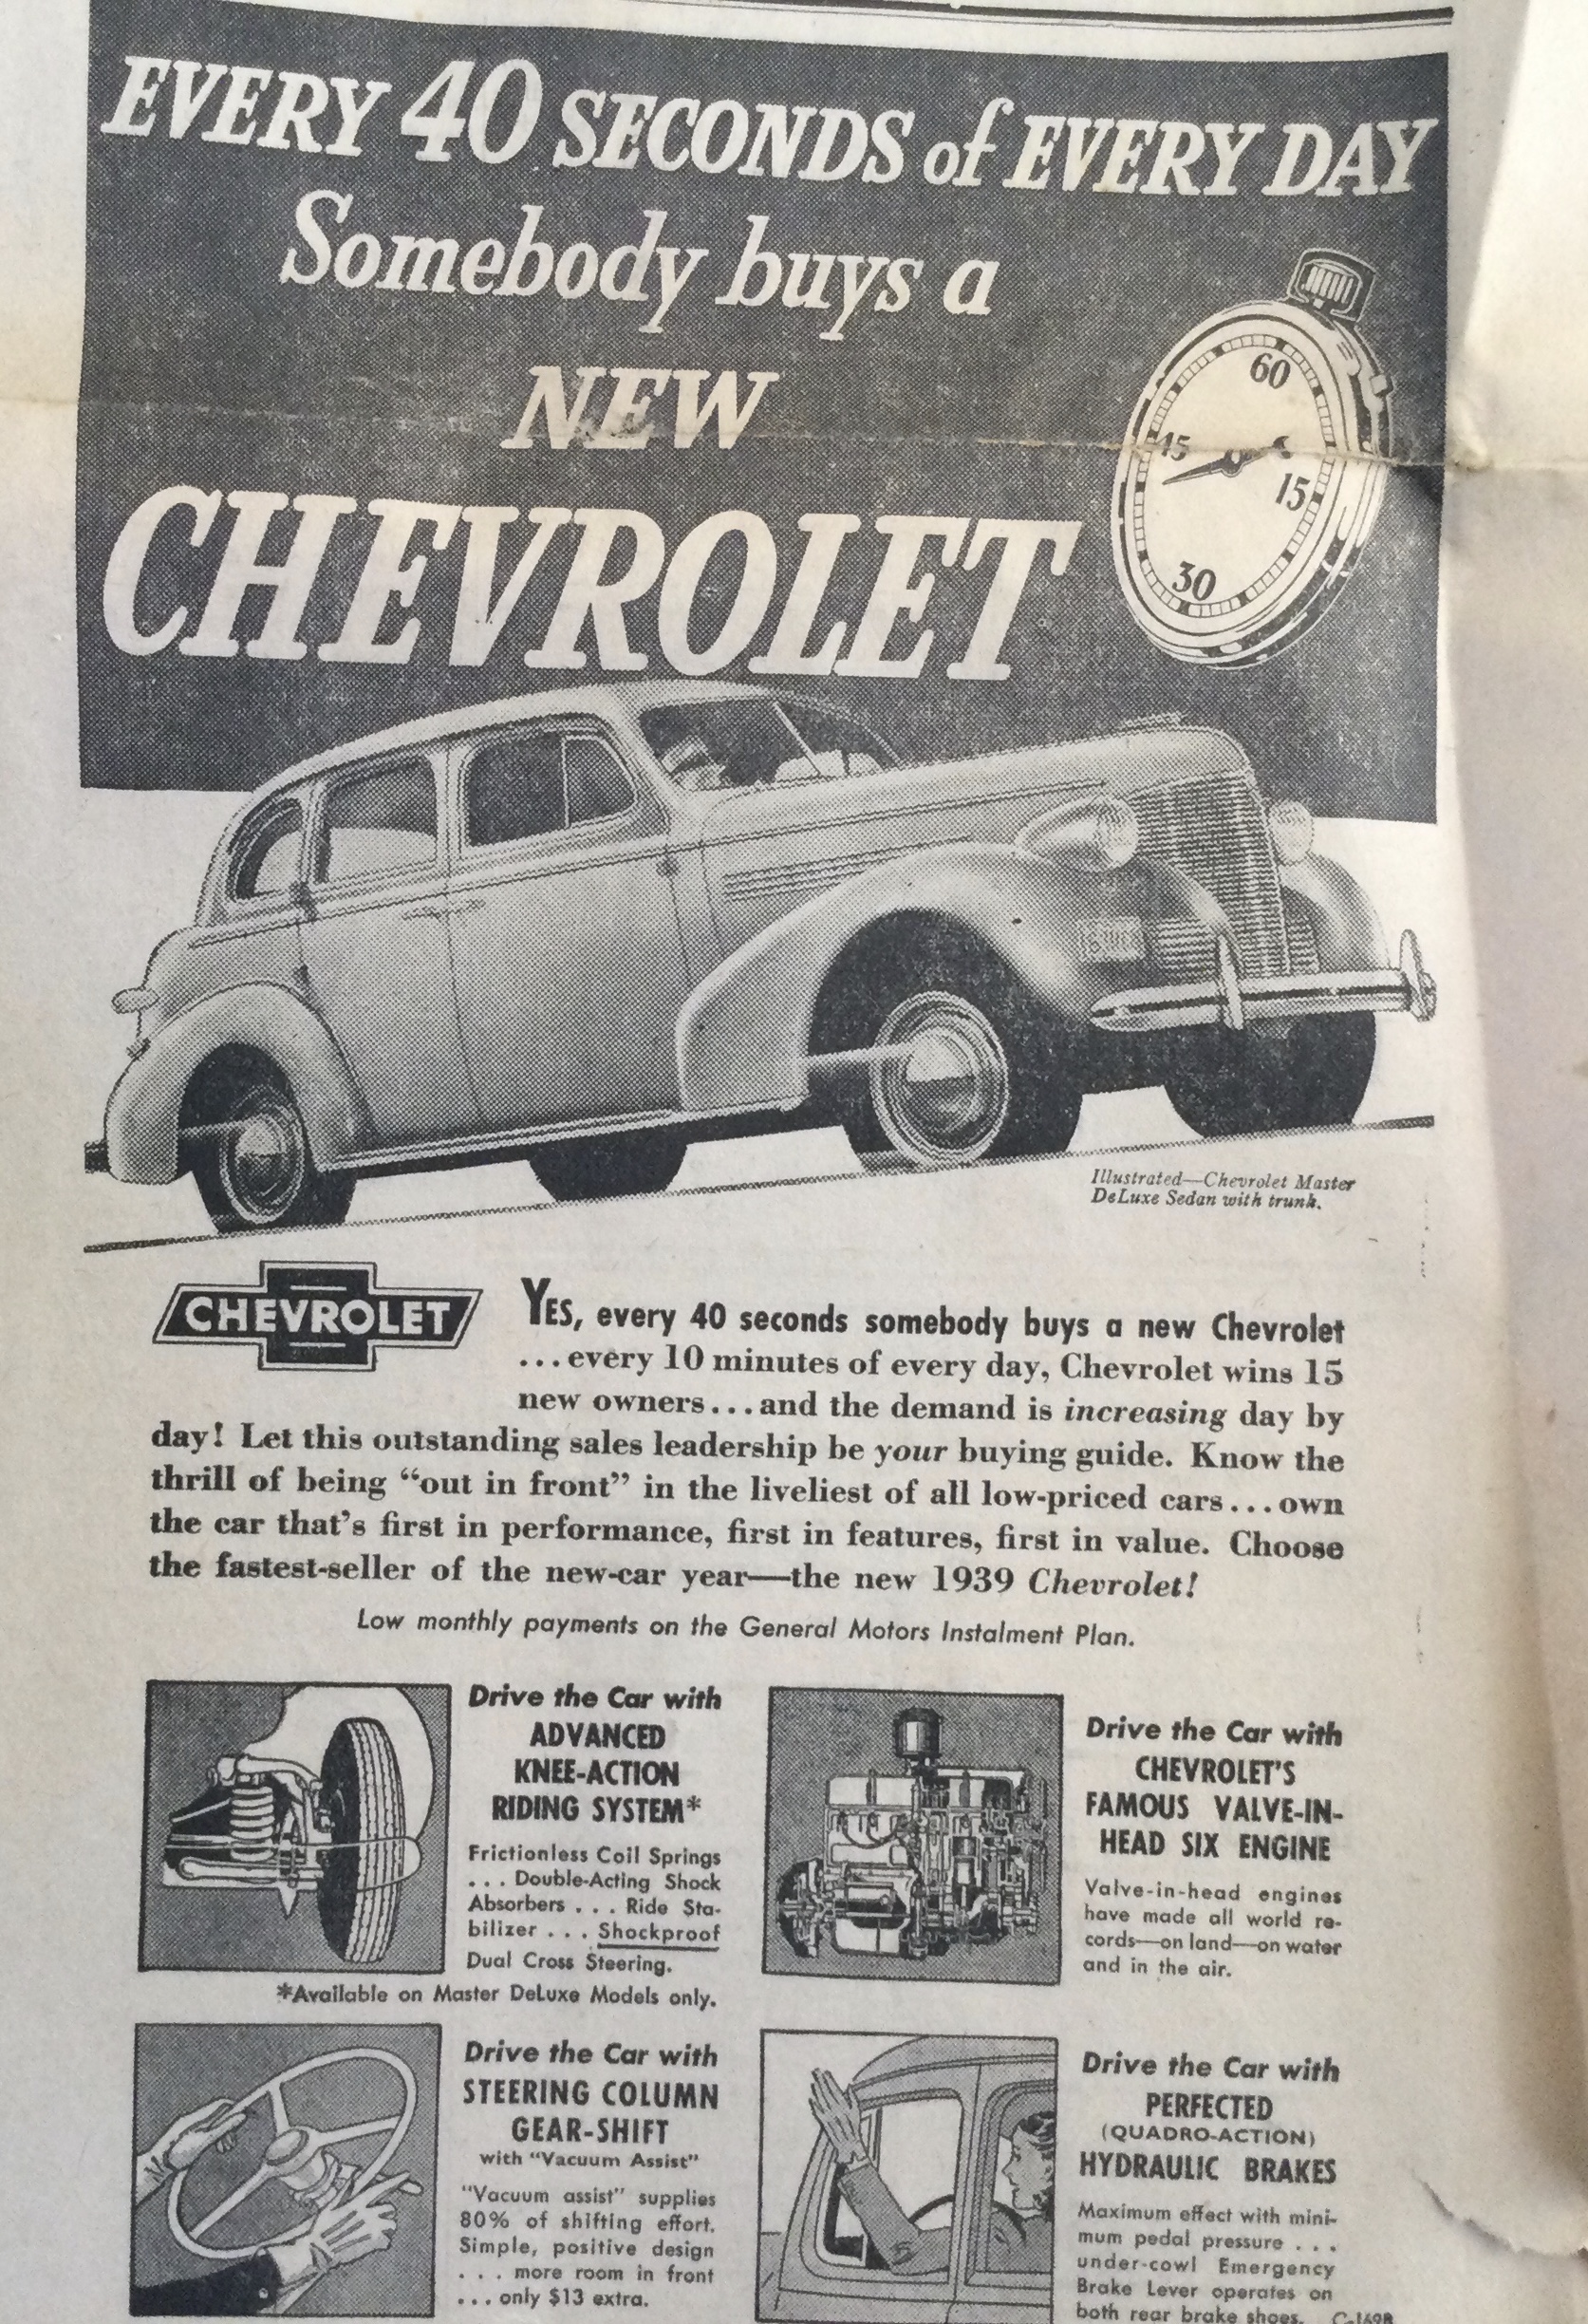 EVERY 40 SECONDS of EVERY DAY
Somebody buys a
NEW
CHEVROLET
60
45
15
30
Illustrated—Chevrolet Master
DeLuxe Sedan with trunk.
CHEVROLET
YES, every 40 seconds somebody buys a new Chevrolet
...every 10 minutes of every day, Chevrolet wins 15
new owners...and the demand is increasing day by
day! Let this outstanding sales leadership be your buying guide. Know the
thrill of being “out in front” in the liveliest of all low-priced cars...own
the car that’s first in performance, first in features, first in value. Choose
the fastest-seller of the new-car year—the new 1939 Chevrolet!
Low monthly payments on the General Motors Instalment Plan.
Drive the Car with
ADVANCED
KNEE-ACTION
RIDING SYSTEM*
Frictionless Coil Springs
... Double-Acting Shock
Absorbers ... Ride Sta-
bilizer ... Shockproof
Dual Cross Steering.
*Available on Master DeLuxe Models only.
Drive the Car with
CHEVROLET'S
FAMOUS VALVE-IN-
HEAD SIX ENGINE
Valve-in-head engines
have made all world re-
cords—on land—on water
and in the air.
Drive the Car with
STEERING COLUMN
GEAR-SHIFT
with "Vacuum Assist"
"Vacuum assist" supplies
80% of shifting effort.
Simple, positive design
... more room in front
... only $13 extra.
Drive the Car with
PERFECTED
(QUADRO-ACTION)
HYDRAULIC BRAKES
Maximum effect with mini-
mum pedal pressure ...
under-cowl Emergency
Brake Lever operates on
both rear brake shoes. C-169B